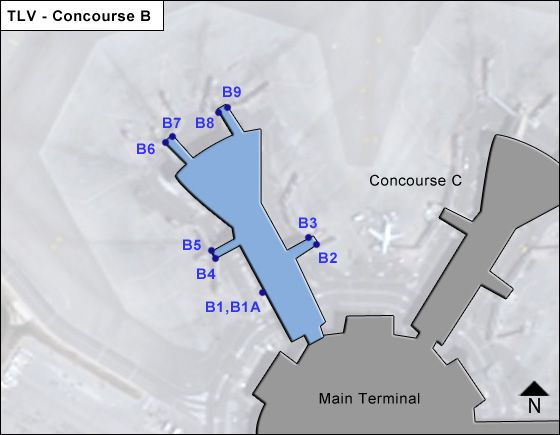 TLV - Concourse B
B9
B8
B7
B6
Concourse C
B3
B2
B5
B4
B1,B1A
Main Terminal
N